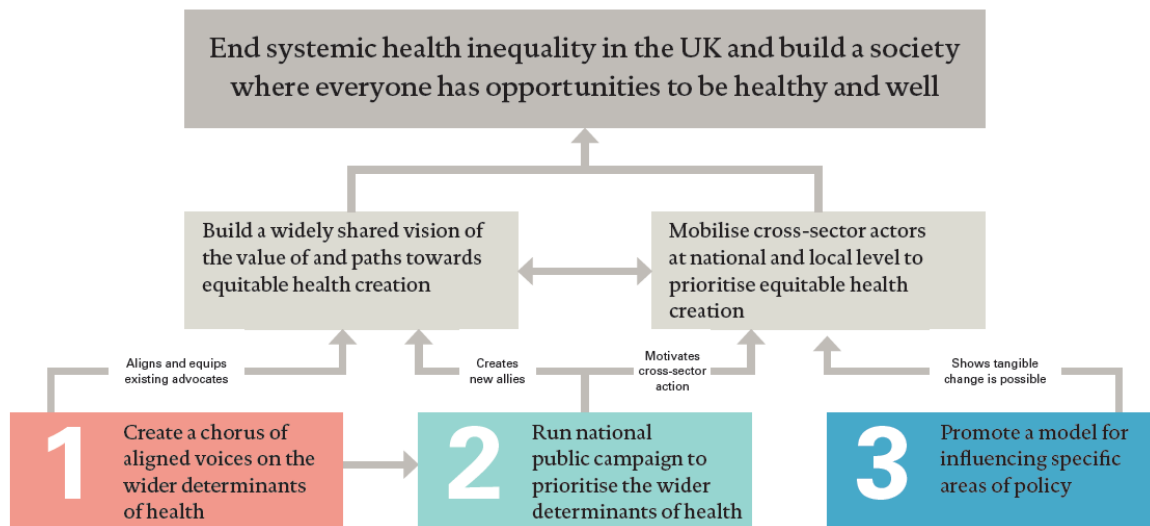 End systemic health inequality in the UK and build a society
where everyone has opportunities to be healthy and well
Build a widely shared vision of
the value of and paths towards
equitable health creation
Mobilise cross-sector actors
at national and local level to
prioritise equitable health
creation
Aligns and equips
existing advocates
Creates
new allies
Motivates
cross-sector
action
Shows tangible
change is possible
1
Create a chorus of
aligned voices on the
wider determinants
of health
2
Run national
public campaign to
prioritise the wider
determinants of health
3
Promote a model for
influencing specific
areas of policy